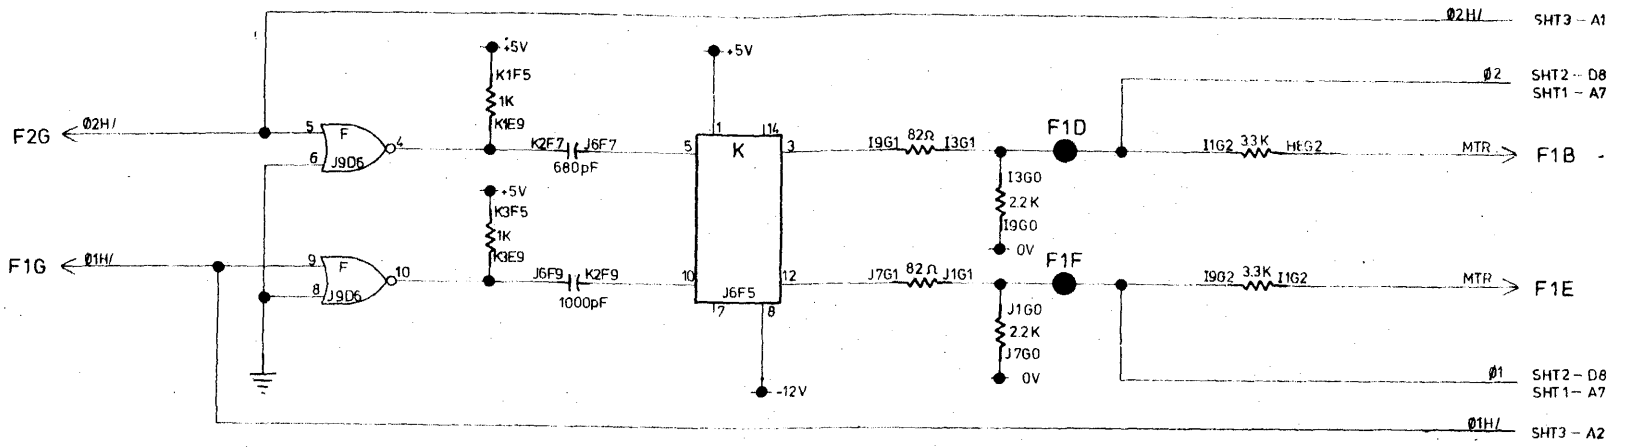 Ø2H/ SHT3 - A1
+5V
+5V
K1F5
1K
K1E9
Ø2 SHT2 - D8
SHT1 - A7
F2G Ø2H/ 5 F 4
6 J9D6
K2F7 J6F7
680pF
1 14
5 K 3
I9G1 82Ω I3G1
F1D
I1G2 33K H8G2
MTR F1B
+5V
K3F5
1K
K3E9
I3G0
2.2K
I9G0
0V
F1G Ø1H/ 9 F 10
8 J9D6
J6F9 K2F9
1000pF
10 12
J6F5
7 8
J7G1 82Ω J1G1
F1F
I9G2 3.3K I1G2
MTR F1E
J1G0
2.2K
J7G0
0V
-12V
Ø1 SHT2 - D8
SHT1 - A7
Ø1H/ SHT3 - A2